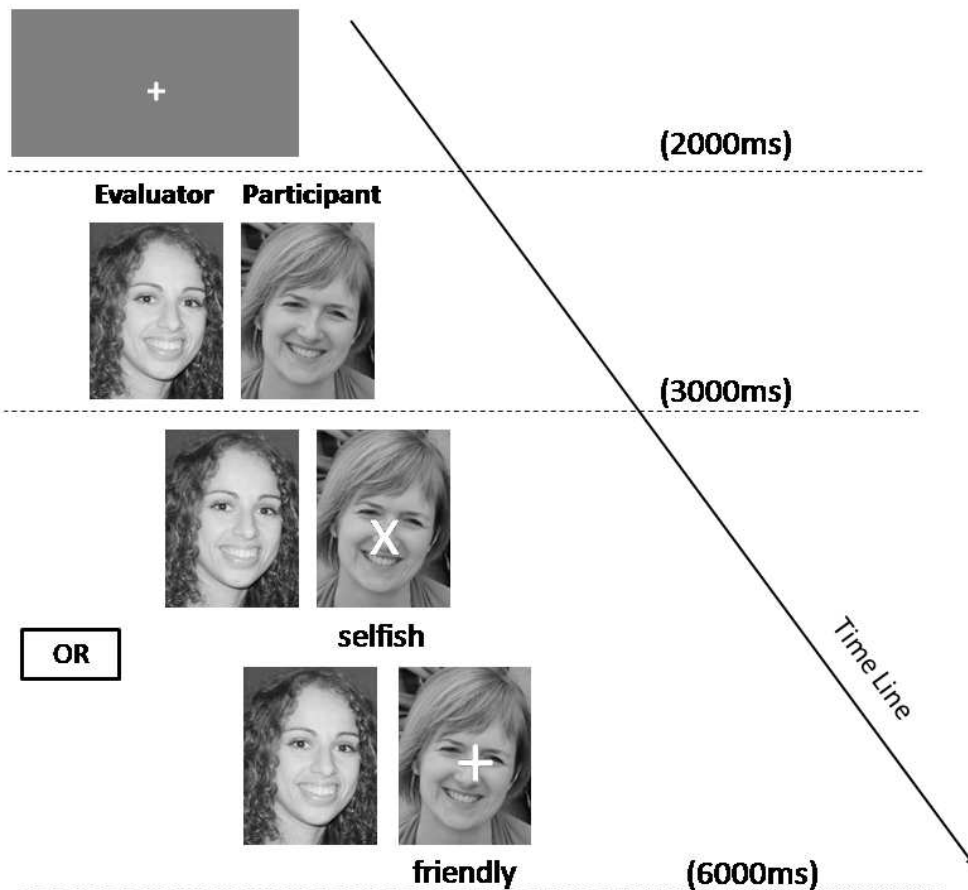 +
(2000ms)
Evaluator Participant
(3000ms)
X
selfish
OR
Time Line
+
friendly
(6000ms)